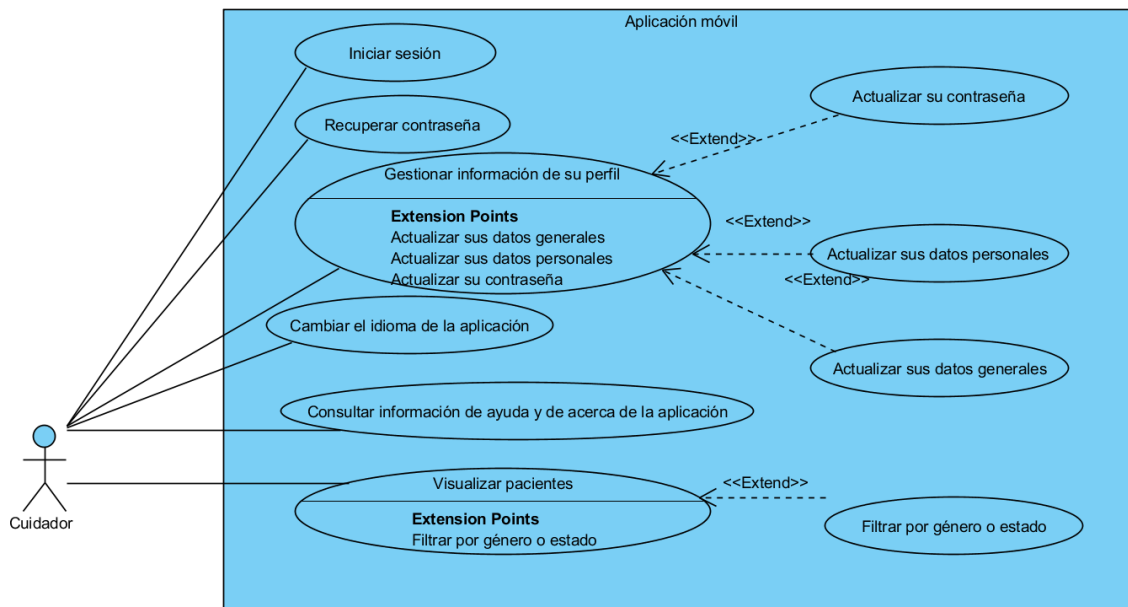 Aplicación móvil
Iniciar sesión
Recuperar contraseña
Actualizar su contraseña
<<Extend>>
Gestionar información de su perfil
Extension Points
Actualizar sus datos generales
Actualizar sus datos personales
Actualizar su contraseña
<<Extend>>
Actualizar sus datos personales
<<Extend>>
Cambiar el idioma de la aplicación
Actualizar sus datos generales
Consultar información de ayuda y de acerca de la aplicación
Cuidador
Visualizar pacientes
Extension Points
Filtrar por género o estado
<<Extend>>
Filtrar por género o estado